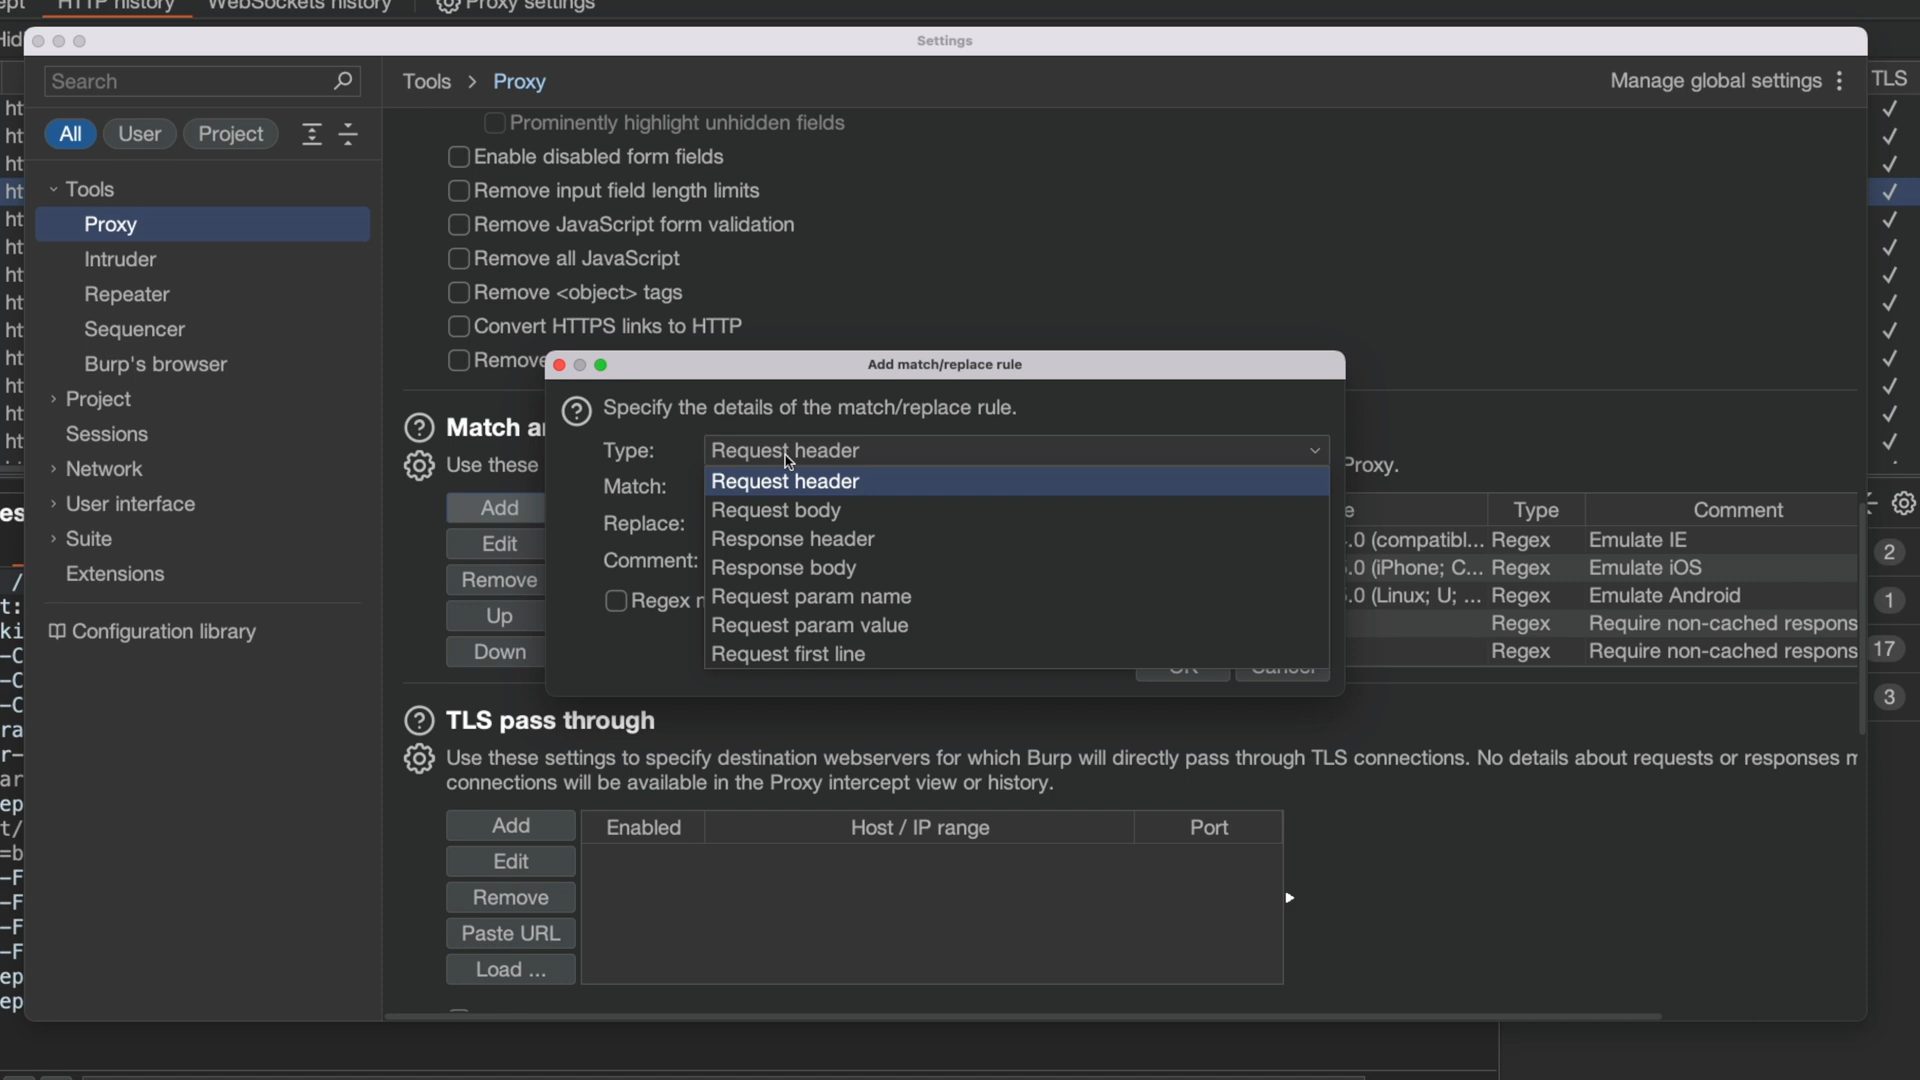 HTTP history
WebSockets history
Proxy settings
Settings
Search
Tools > Proxy
Manage global settings
TLS
All
User
Project
Tools
Proxy
Intruder
Repeater
Sequencer
Burp's browser
Project
Sessions
Network
User interface
Suite
Extensions
Configuration library
Prominently highlight unhidden fields
Enable disabled form fields
Remove input field length limits
Remove JavaScript form validation
Remove all JavaScript
Remove <object> tags
Convert HTTPS links to HTTP
Remove
Match
Use these
Proxy.
Add
Edit
Remove
Up
Down
Add match/replace rule
Specify the details of the match/replace rule.
Type: Request header
Match:
Replace:
Comment:
Regex
Request header
Request body
Response header
Response body
Request param name
Request param value
Request first line
OK
Cancel
Type Comment
.0 (compatibl... Regex Emulate IE
.0 (iPhone; C... Regex Emulate iOS
.0 (Linux; U; ... Regex Emulate Android
Regex Require non-cached respons
Regex Require non-cached respons
2
1
17
3
TLS pass through
Use these settings to specify destination webservers for which Burp will directly pass through TLS connections. No details about requests or responses m
connections will be available in the Proxy intercept view or history.
Add
Edit
Remove
Paste URL
Load ...
Enabled Host / IP range Port